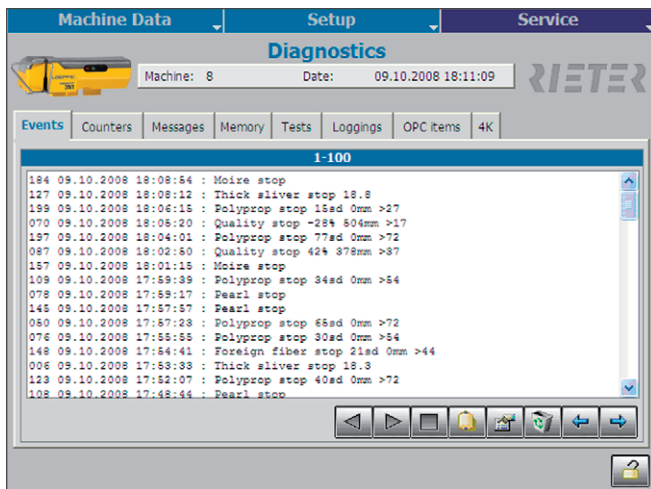 Machine Data Setup Service
Diagnostics
Machine: 8 Date: 09.10.2008 18:11:09
RIETER
LOEPFE
Events Counters Messages Memory Tests Loggings OPC items 4K
1-100
184 09.10.2008 18:08:54 : Moire stop
127 09.10.2008 18:08:12 : Thick sliver stop 18.8
199 09.10.2008 18:06:15 : Polyprop stop 15sd 0mm >27
070 09.10.2008 18:05:20 : Quality stop -28% 504mm >17
197 09.10.2008 18:04:01 : Polyprop stop 77sd 0mm >72
087 09.10.2008 18:02:50 : Quality stop 42% 378mm >37
157 09.10.2008 18:01:15 : Moire stop
109 09.10.2008 17:59:39 : Polyprop stop 34sd 0mm >54
078 09.10.2008 17:59:17 : Pearl stop
145 09.10.2008 17:57:57 : Pearl stop
050 09.10.2008 17:57:23 : Polyprop stop 65sd 0mm >72
076 09.10.2008 17:55:55 : Polyprop stop 30sd 0mm >54
148 09.10.2008 17:54:41 : Foreign fiber stop 21sd 0mm >44
006 09.10.2008 17:53:33 : Thick sliver stop 18.3
123 09.10.2008 17:52:07 : Polyprop stop 40sd 0mm >72
108 09.10.2008 17:48:44 : Pearl stop